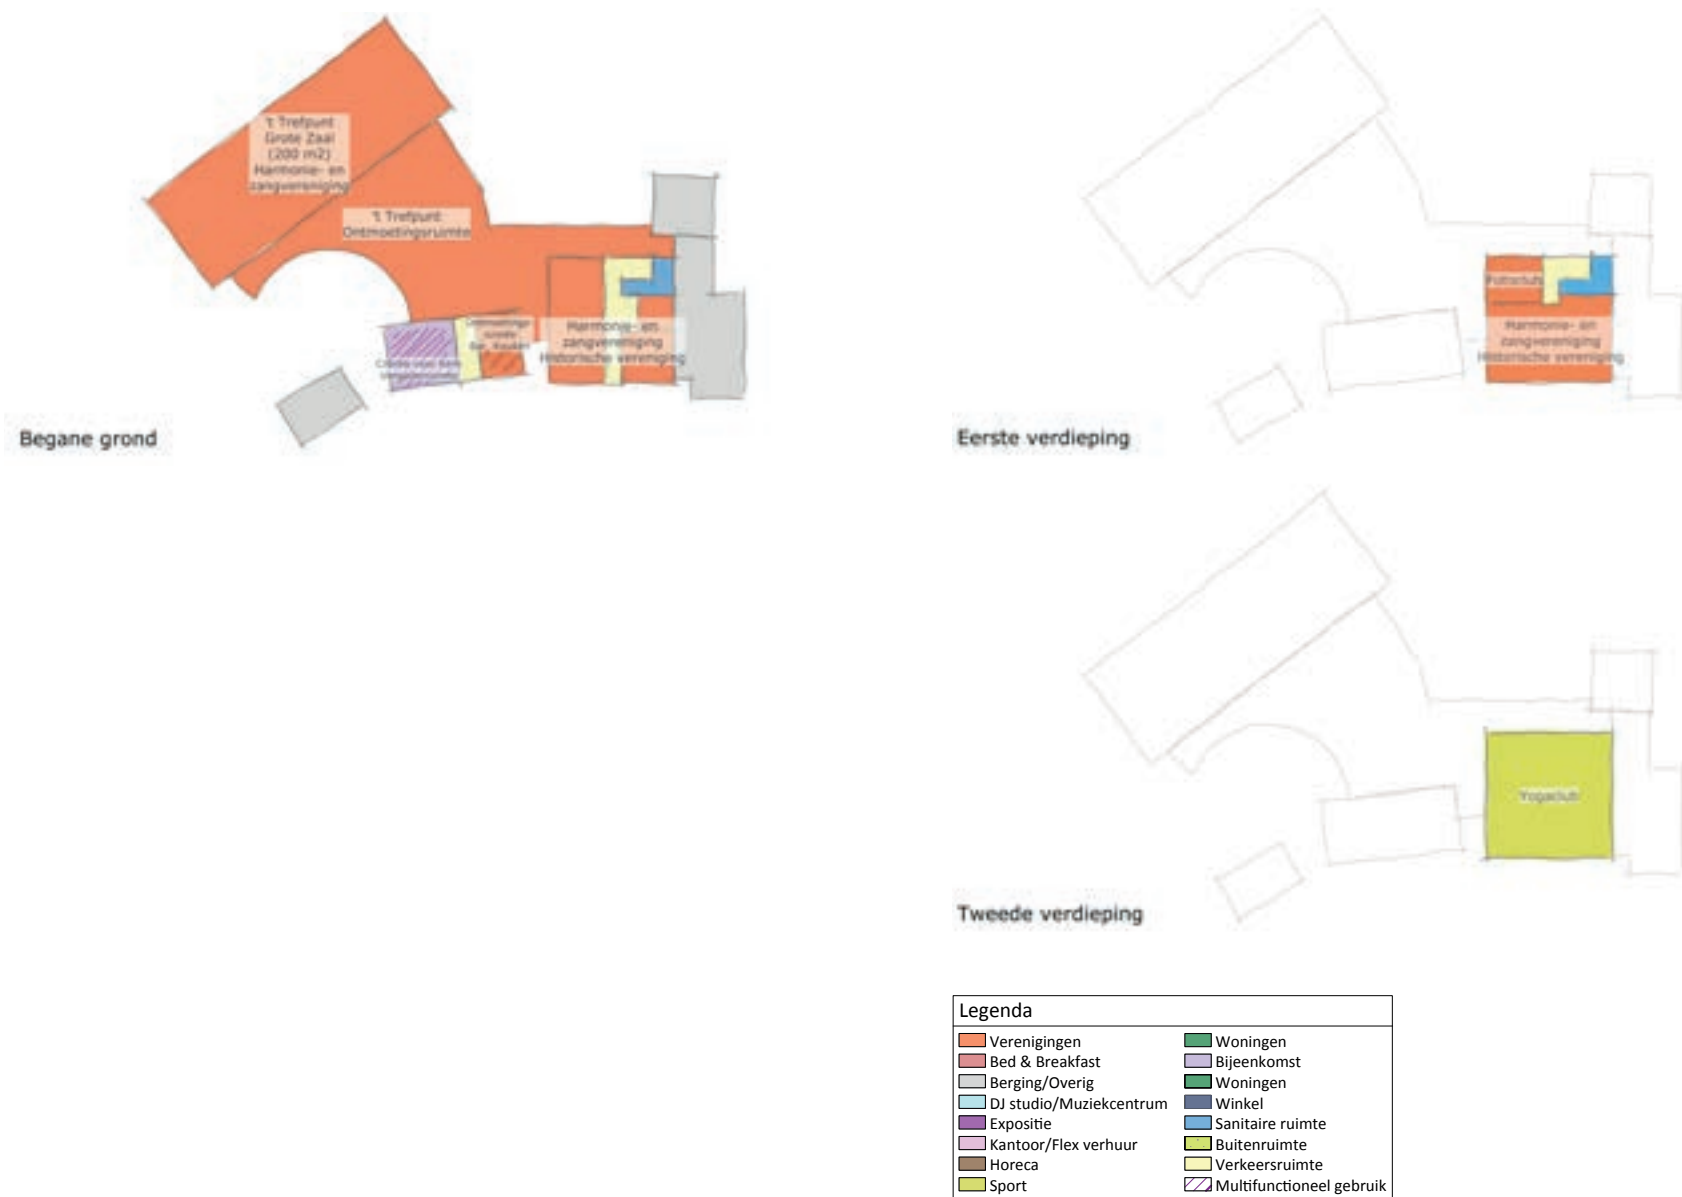 't Trefpunt
Grote Zaal
(200 m2)
Harmonie- en
zangvereniging
't Trefpunt
Ontmoetingsruimte
Harmonie- en
zangvereniging
Historische vereniging
Bar, Keuken
Begane grond
Fotoclub
Harmonie- en
zangvereniging
Historische vereniging
Eerste verdieping
Yogaclub
Tweede verdieping
Legenda
Verenigingen
Bed & Breakfast
Berging/Overig
DJ studio/Muziekcentrum
Expositie
Kantoor/Flex verhuur
Horeca
Sport
Woningen
Bijeenkomst
Woningen
Winkel
Sanitaire ruimte
Buitenruimte
Verkeersruimte
Multifunctioneel gebruik